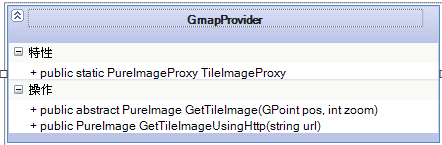 GmapProvider
特性
+ public static PureImageProxy TileImageProxy
操作
+ public abstract PureImage GetTileImage(GPoint pos, int zoom)
+ public PureImage GetTileImageUsingHttp(string url)